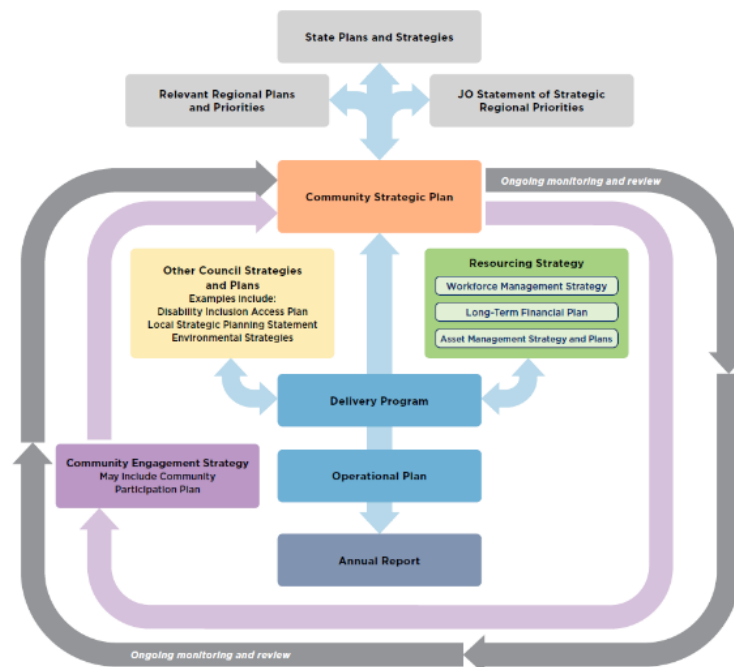 State Plans and Strategies
Relevant Regional Plans
and Priorities
JO Statement of Strategic
Regional Priorities
Community Strategic Plan
Ongoing monitoring and review
Other Council Strategies
and Plans
Examples Include:
Disability Inclusion Access Plan
Local Strategic Planning Statement
Environmental Strategies
Resourcing Strategy
Workforce Management Strategy
Long-Term Financial Plan
Asset Management Strategy and Plans
Delivery Program
Community Engagement Strategy
May Include Community
Participation Plan
Operational Plan
Annual Report
Ongoing monitoring and review